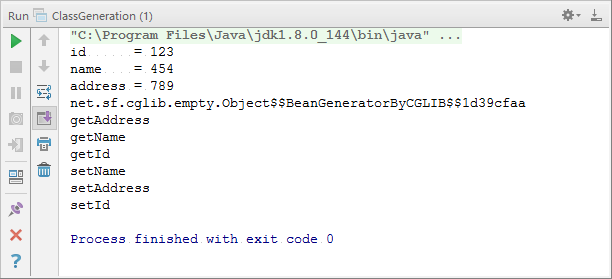 Run ClassGeneration (1)
"C:\Program Files\Java\jdk1.8.0_144\bin\java" ...
id      = 123
name    = 454
address = 789
net.sf.cglib.empty.Object$$BeanGeneratorByCGLIB$$1d39cfaa
getAddress
getName
getId
setName
setAddress
setId
Process finished with exit code 0